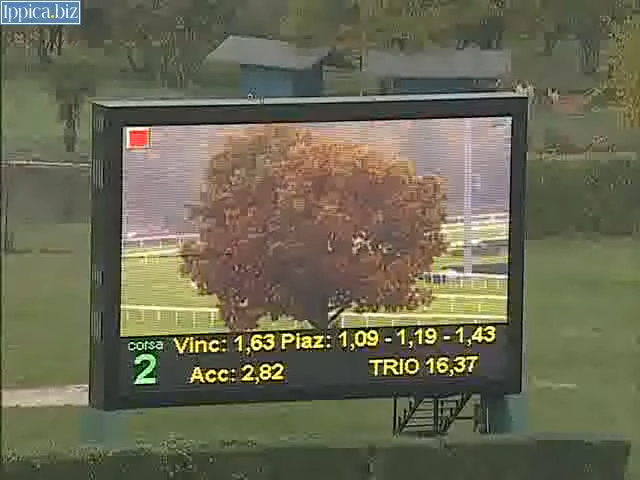 Ippica.biz
corsa
2
Vinc: 1,63 Piaz: 1,09 - 1,19 - 1,43
Acc: 2,82 TRIO 16,37